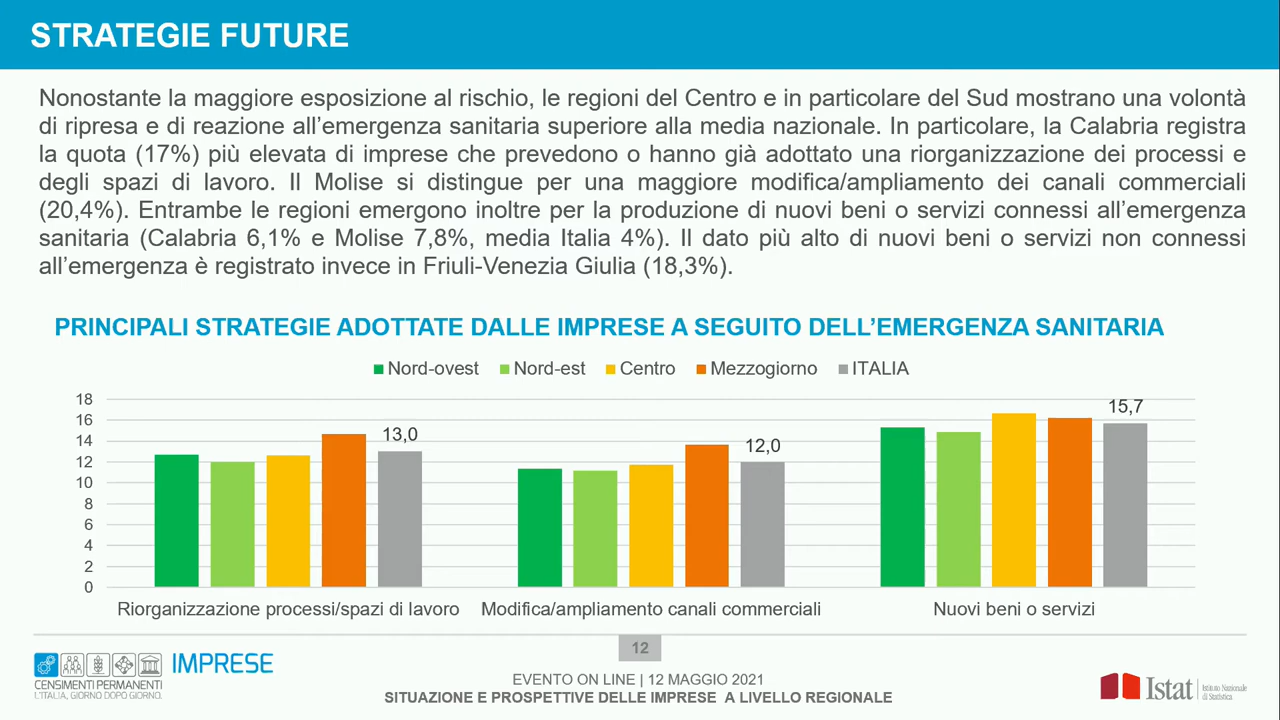 STRATEGIE FUTURE
Nonostante la maggiore esposizione al rischio, le regioni del Centro e in particolare del Sud mostrano una volontà
di ripresa e di reazione all’emergenza sanitaria superiore alla media nazionale. In particolare, la Calabria registra
la quota (17%) più elevata di imprese che prevedono o hanno già adottato una riorganizzazione dei processi e
degli spazi di lavoro. Il Molise si distingue per una maggiore modifica/ampliamento dei canali commerciali
(20,4%). Entrambe le regioni emergono inoltre per la produzione di nuovi beni o servizi connessi all’emergenza
sanitaria (Calabria 6,1% e Molise 7,8%, media Italia 4%). Il dato più alto di nuovi beni o servizi non connessi
all’emergenza è registrato invece in Friuli-Venezia Giulia (18,3%).
PRINCIPALI STRATEGIE ADOTTATE DALLE IMPRESE A SEGUITO DELL’EMERGENZA SANITARIA
Nord-ovest Nord-est Centro Mezzogiorno ITALIA
18
16
14
12
10
8
6
4
2
0
13,0
12,0
15,7
Riorganizzazione processi/spazi di lavoro
Modifica/ampliamento canali commerciali
Nuovi beni o servizi
12
IMPRESE
CENSIMENTI PERMANENTI
L'ITALIA, GIORNO DOPO GIORNO.
EVENTO ON LINE | 12 MAGGIO 2021
SITUAZIONE E PROSPETTIVE DELLE IMPRESE A LIVELLO REGIONALE
Istat
Istituto Nazionale
di Statistica